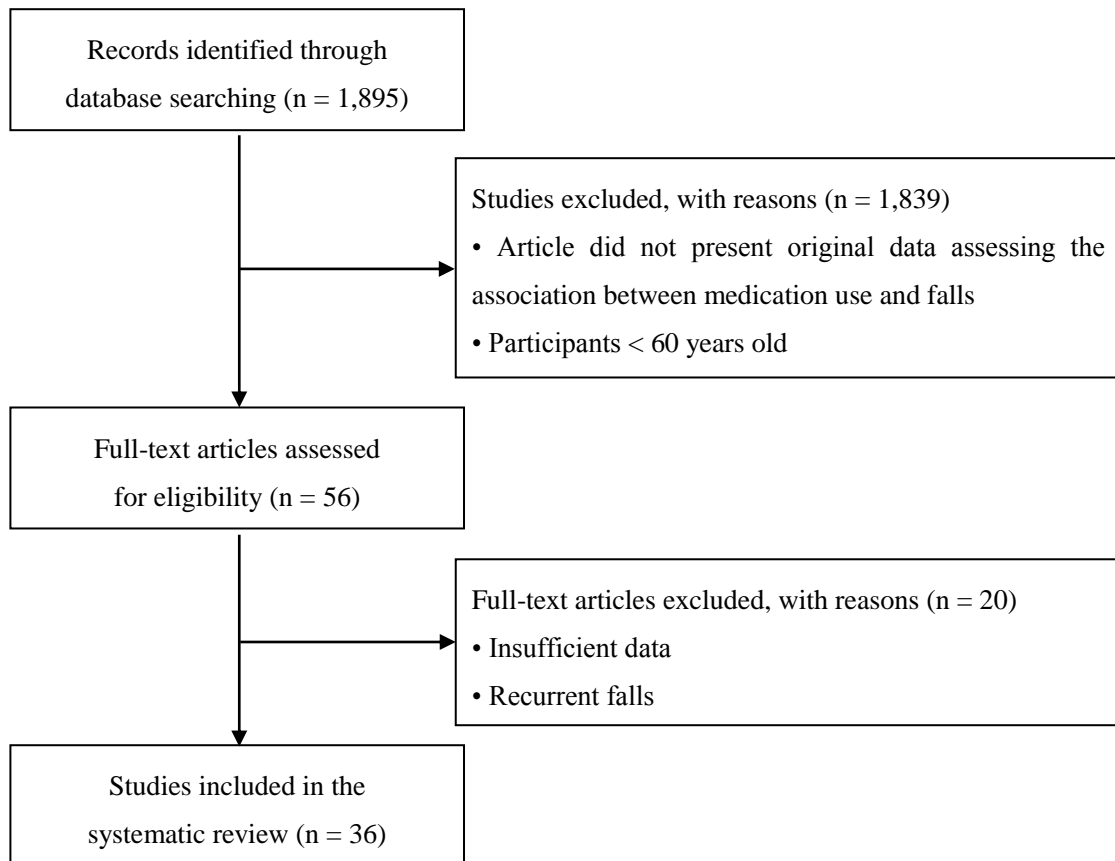 Records identified through
database searching (n = 1,895)
Studies excluded, with reasons (n = 1,839)
• Article did not present original data assessing the
association between medication use and falls
• Participants < 60 years old
Full-text articles assessed
for eligibility (n = 56)
Full-text articles excluded, with reasons (n = 20)
• Insufficient data
• Recurrent falls
Studies included in the
systematic review (n = 36)